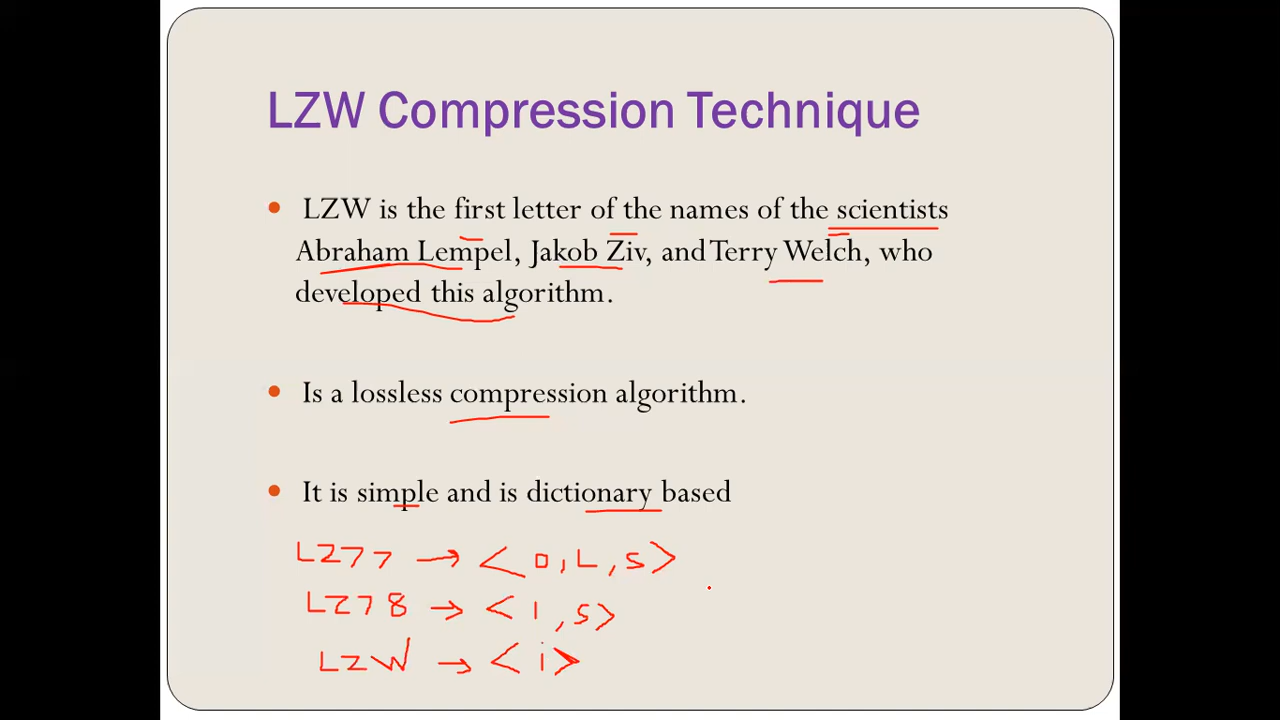 LZW Compression Technique
• LZW is the first letter of the names of the scientists
Abraham Lempel, Jakob Ziv, and Terry Welch, who
developed this algorithm.
• Is a lossless compression algorithm.
• It is simple and is dictionary based
LZ77 → < O, L, S >
LZ78 → < I, S >
LZW → < i >